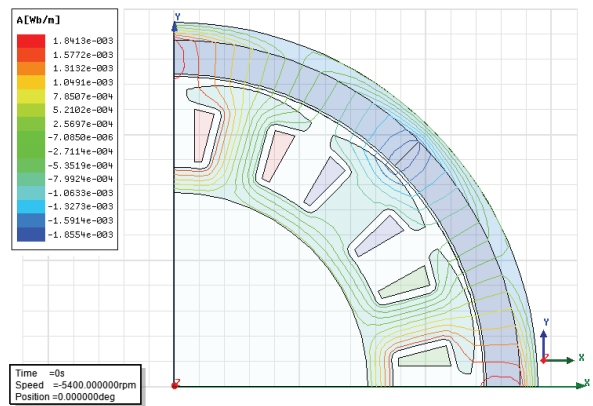 A[Wb/m]
1.8413e-003
1.5772e-003
1.3132e-003
1.0491e-003
7.8507e-004
5.2102e-004
2.5697e-004
-7.0850e-006
-2.7114e-004
-5.3519e-004
-7.9924e-004
-1.0633e-003
-1.3273e-003
-1.5914e-003
-1.8554e-003
Y
Y
X
Z
Z
X
Time =0s
Speed =-5400.000000rpm
Position =0.000000deg